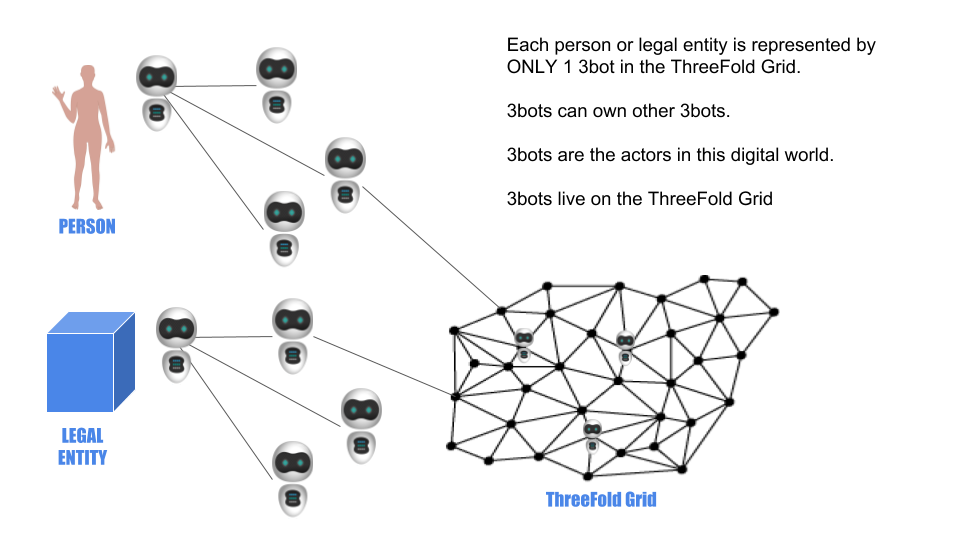 Each person or legal entity is represented by
ONLY 1 3bot in the ThreeFold Grid.
3bots can own other 3bots.
3bots are the actors in this digital world.
3bots live on the ThreeFold Grid
PERSON
LEGAL
ENTITY
ThreeFold Grid